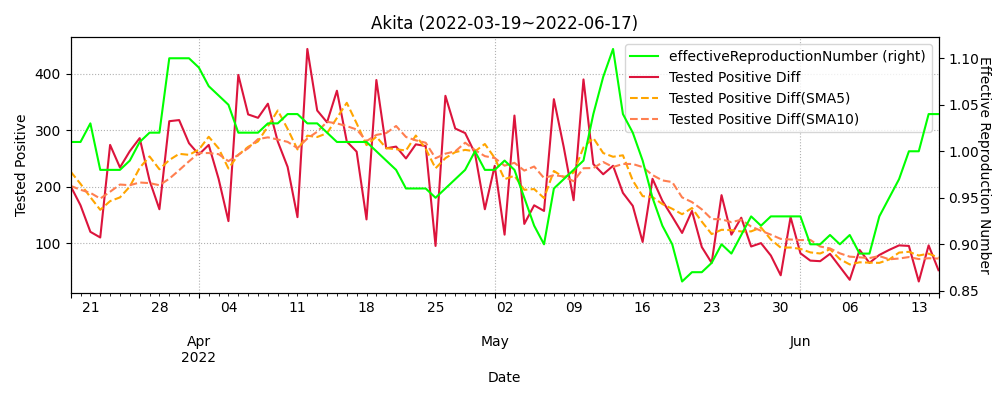 Akita (2022-03-19~2022-06-17)
effectiveReproductionNumber (right)
Tested Positive Diff
Tested Positive Diff(SMA5)
Tested Positive Diff(SMA10)
Tested Positive
400
300
200
100
1.10
1.05
1.00
0.95
0.90
0.85
Effective Reproduction Number
21 28 04 11 18 25 02 09 16 23 30 06 13
Apr May Jun
2022
Date